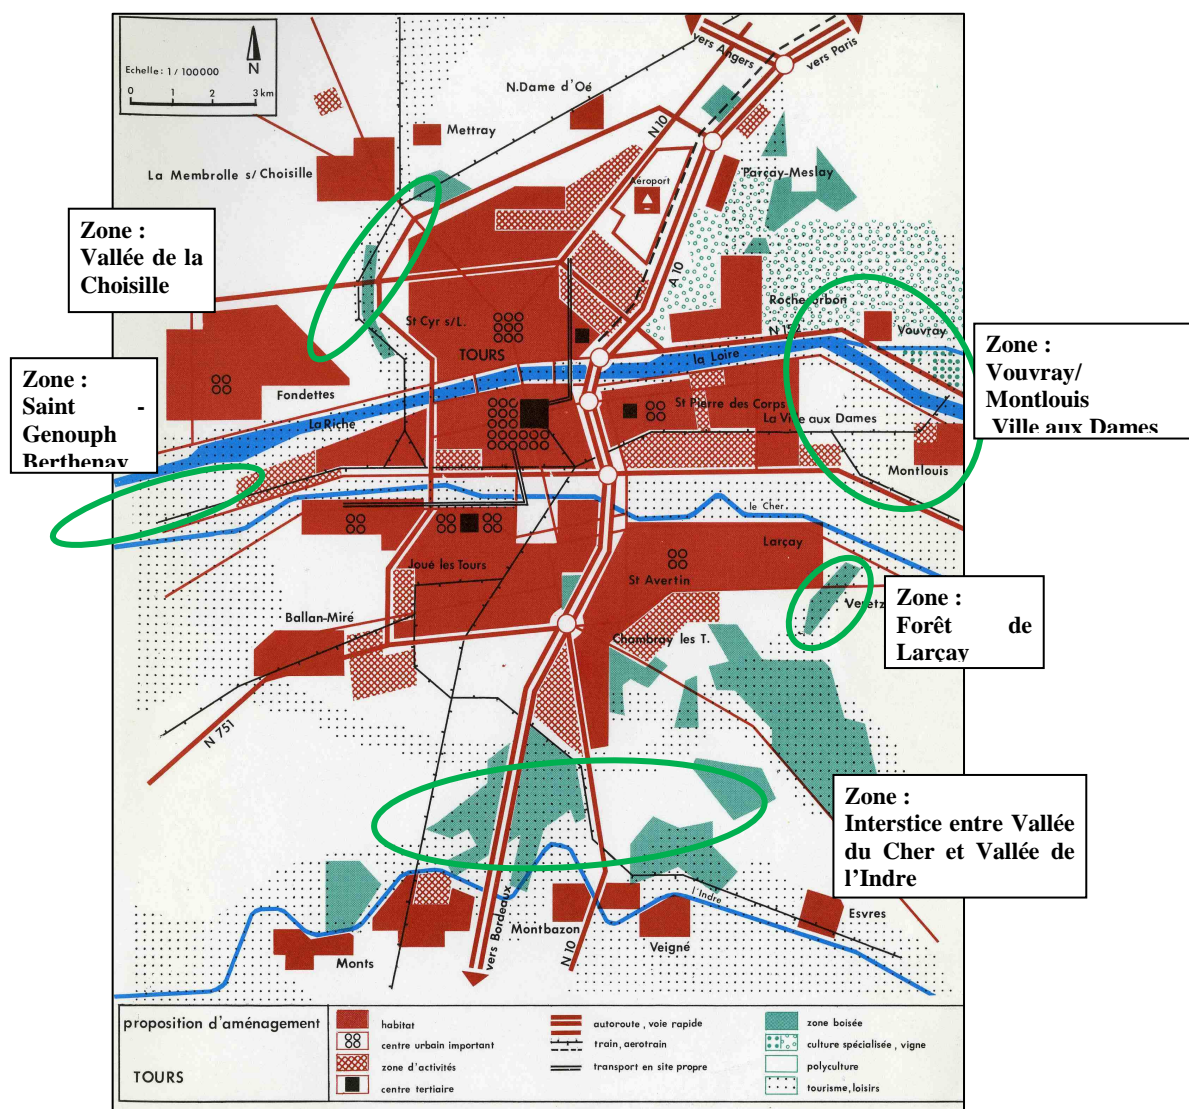 vers Angers
vers Paris
Echelle: 1 / 100 000
N
0 1 2 3 km
N. Dame d'Oé
N 10
Mettray
La Membrolle s/ Choisille
Aéroport
Parçay-Meslay
Zone :
Vallée de la
Choisille
A 10
Rochecorbon
N 152
Vouvray
St Cyr s/L.
TOURS
la Loire
Zone :
Vouvray/
Montlouis
Ville aux Dames
Zone :
Saint -
Genouph
Berthenay
Fondettes
La Riche
St Pierre des Corps
La Ville aux Dames
Montlouis
le Cher
Larçay
Joué les Tours
St Avertin
Veretz
Zone :
Forêt de
Larçay
Ballan-Miré
Chambray les T.
N 751
Zone :
Interstice entre Vallée
du Cher et Vallée de
l'Indre
l'Indre
Esvres
vers Bordeaux
Montbazon
N 10
Veigné
Monts
proposition d'aménagement
TOURS
habitat
centre urbain important
zone d'activités
centre tertiaire
autoroute, voie rapide
train, aerotrain
transport en site propre
zone boisée
culture spécialisée, vigne
polyculture
tourisme, loisirs